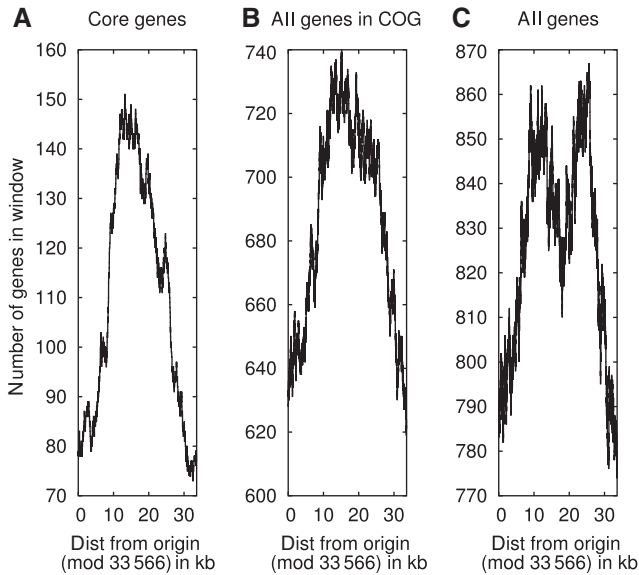 A Core genes
B All genes in COG
C All genes
Number of genes in window
160
150
140
130
120
110
100
90
80
70
740
720
700
680
660
640
620
600
870
860
850
840
830
820
810
800
790
780
770
0 10 20 30
0 10 20 30
0 10 20 30
Dist from origin
(mod 33 566) in kb
Dist from origin
(mod 33 566) in kb
Dist from origin
(mod 33 566) in kb